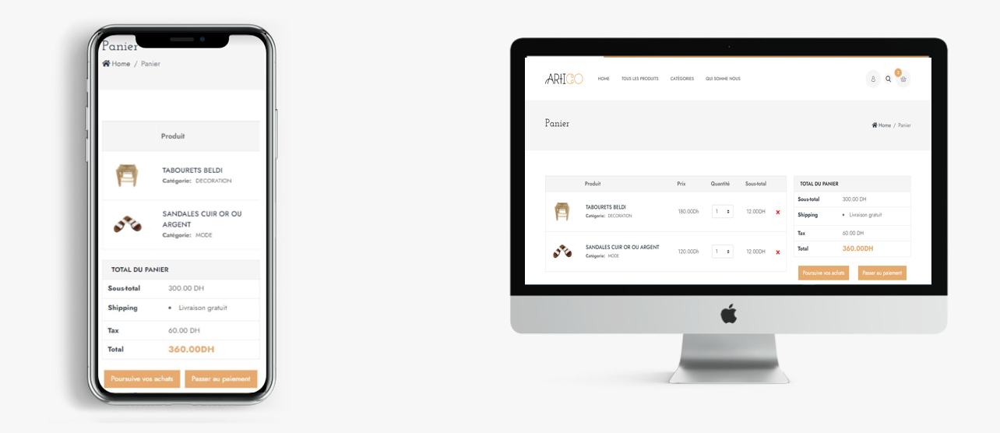 Panier
Home / Panier
Produit
TABOURETS BELDI
Catégorie: DECORATION
SANDALES CUIR OR OU
ARGENT
Catégorie: MODE
TOTAL DU PANIER
Sous-total 300.00 DH
Shipping • Livraison gratuit
Tax 60.00 DH
Total 360.00DH
Poursuive vos achats Passer au paiement
ARTICO HOME TOUS LES PRODUITS CATÉGORIES QUI SOMME NOUS 2
Panier Home / Panier
Produit Prix Quantité Sous-total
TABOURETS BELDI
Catégorie: DECORATION
180.00Dh 1 12.00DH x
SANDALES CUIR OR OU ARGENT
Catégorie: MODE
120.00Dh 1 12.00DH x
TOTAL DU PANIER
Sous-total 300.00 DH
Shipping • Livraison gratuit
Tax 60.00 DH
Total 360.00DH
Poursuive vos achats Passer au paiement